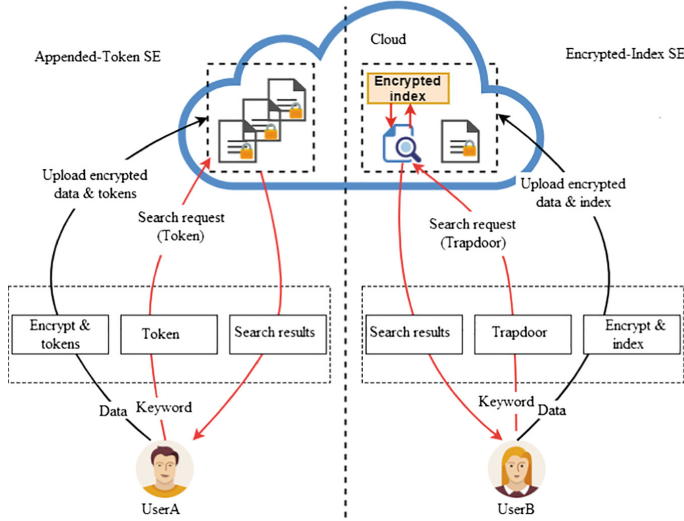 Cloud
Appended-Token SE
Encrypted-Index SE
Encrypted
index
Upload encrypted
data & tokens
Search request
(Token)
Search request
(Trapdoor)
Upload encrypted
data & index
Encrypt &
tokens
Token
Search results
Search results
Trapdoor
Encrypt &
index
Data
Keyword
Keyword
Data
UserA
UserB